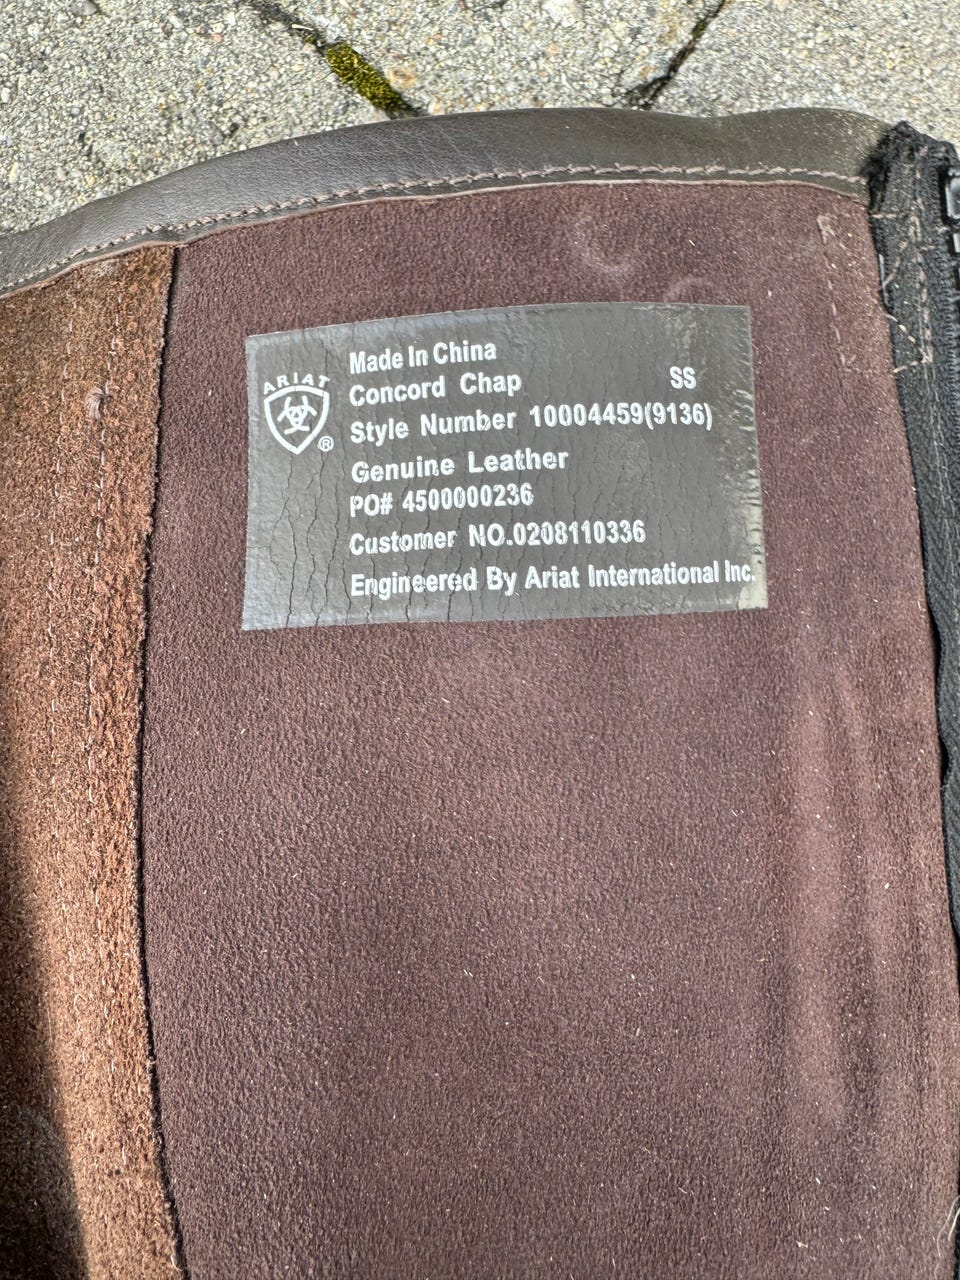 ARIAT
®
Made In China
Concord Chap SS
Style Number 10004459(9136)
Genuine Leather
PO# 4500000236
Customer NO.0208110336
Engineered By Ariat International Inc.